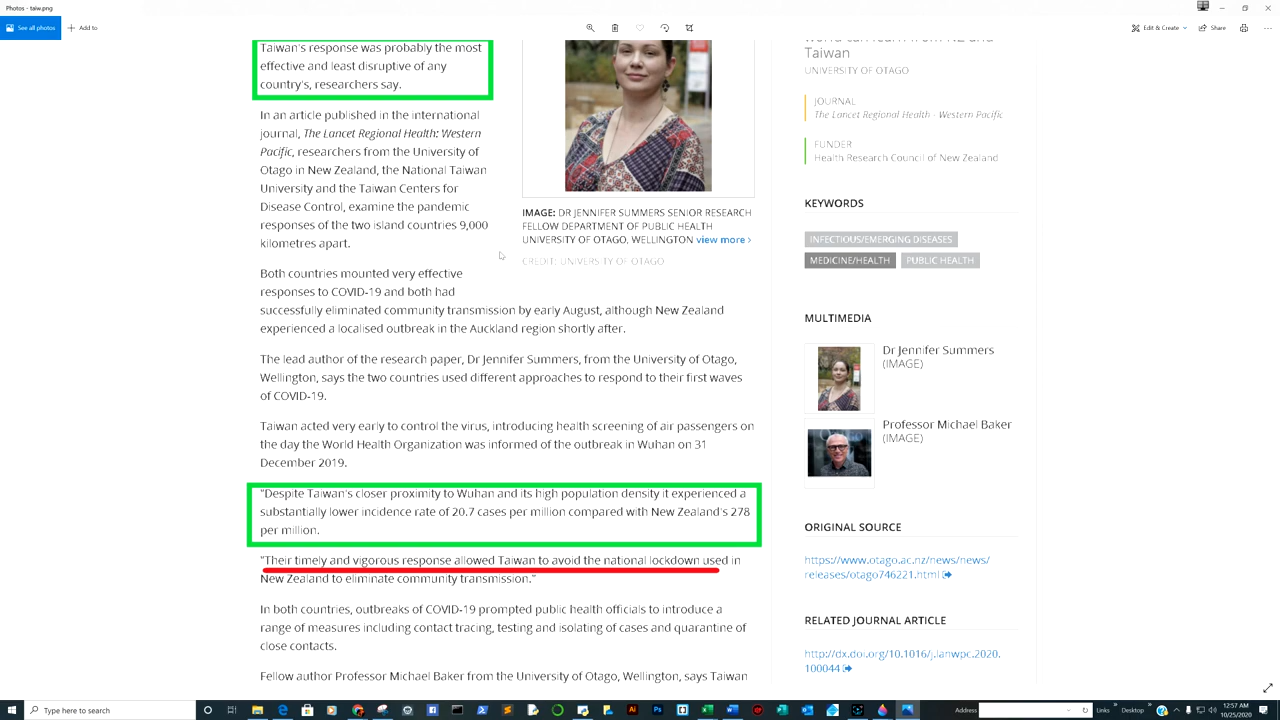 Photos - taiw.png
See all photos
Add to
Edit & Create
Share
Taiwan's response was probably the most
effective and least disruptive of any
country's, researchers say.
In an article published in the international
journal, The Lancet Regional Health: Western
Pacific, researchers from the University of
Otago in New Zealand, the National Taiwan
University and the Taiwan Centers for
Disease Control, examine the pandemic
responses of the two island countries 9,000
kilometres apart.
Both countries mounted very effective
responses to COVID-19 and both had
successfully eliminated community transmission by early August, although New Zealand
experienced a localised outbreak in the Auckland region shortly after.
The lead author of the research paper, Dr Jennifer Summers, from the University of Otago,
Wellington, says the two countries used different approaches to respond to their first waves
of COVID-19.
Taiwan acted very early to control the virus, introducing health screening of air passengers on
the day the World Health Organization was informed of the outbreak in Wuhan on 31
December 2019.
"Despite Taiwan's closer proximity to Wuhan and its high population density it experienced a
substantially lower incidence rate of 20.7 cases per million compared with New Zealand's 278
per million.
"Their timely and vigorous response allowed Taiwan to avoid the national lockdown used in
New Zealand to eliminate community transmission."
In both countries, outbreaks of COVID-19 prompted public health officials to introduce a
range of measures including contact tracing, testing and isolating of cases and quarantine of
close contacts.
Fellow author Professor Michael Baker from the University of Otago, Wellington, says Taiwan
IMAGE: DR JENNIFER SUMMERS SENIOR RESEARCH
FELLOW DEPARTMENT OF PUBLIC HEALTH
UNIVERSITY OF OTAGO, WELLINGTON view more >
CREDIT: UNIVERSITY OF OTAGO
world can learn from NZ and
Taiwan
UNIVERSITY OF OTAGO
JOURNAL
The Lancet Regional Health - Western Pacific
FUNDER
Health Research Council of New Zealand
KEYWORDS
INFECTIOUS/EMERGING DISEASES
MEDICINE/HEALTH PUBLIC HEALTH
MULTIMEDIA
Dr Jennifer Summers
(IMAGE)
Professor Michael Baker
(IMAGE)
ORIGINAL SOURCE
https://www.otago.ac.nz/news/news/
releases/otago746221.html
RELATED JOURNAL ARTICLE
http://dx.doi.org/10.1016/j.lanwpc.2020.
100044
Type here to search
Address
Links
Desktop
12:57 AM
10/25/2020